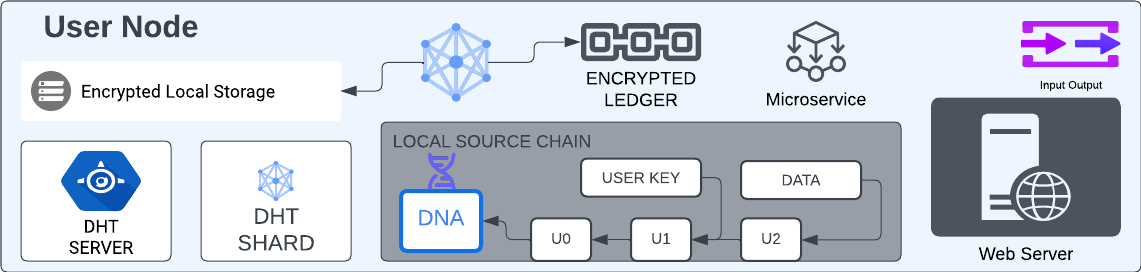 User Node
Encrypted Local Storage
ENCRYPTED
LEDGER
Microservice
Input Output
DHT
SERVER
DHT
SHARD
LOCAL SOURCE CHAIN
USER KEY
DATA
DNA
U0
U1
U2
Web Server